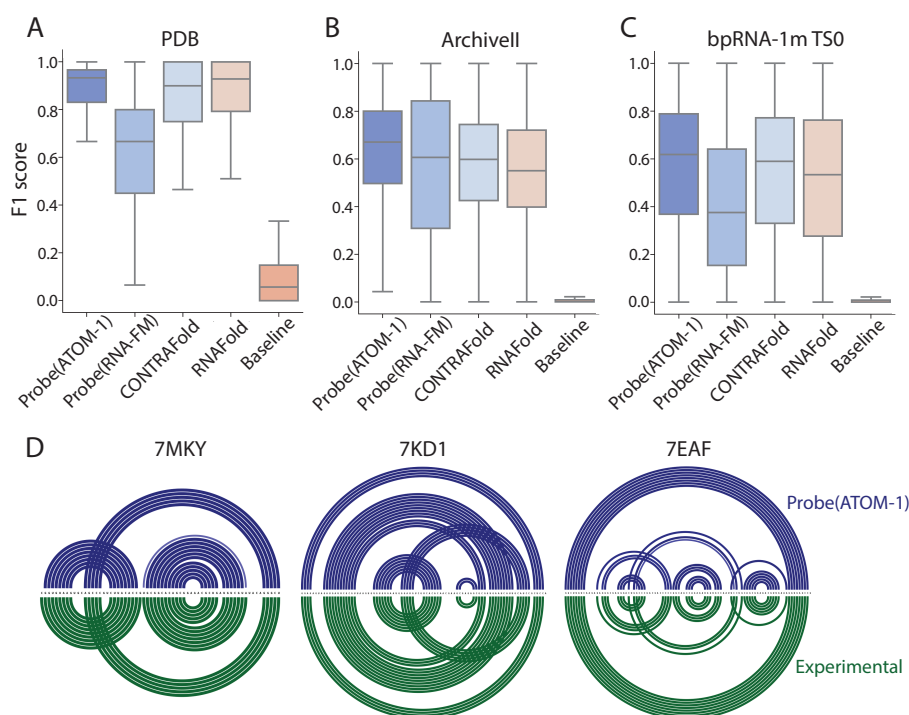 A
PDB
B
ArchiveII
C
bpRNA-1m TS0
F1 score
1.0
0.8
0.6
0.4
0.2
0.0
Probe(ATOM-1)
Probe(RNA-FM)
CONTRAFold
RNAFold
Baseline
1.0
0.8
0.6
0.4
0.2
0.0
Probe(ATOM-1)
Probe(RNA-FM)
CONTRAFold
RNAFold
Baseline
1.0
0.8
0.6
0.4
0.2
0.0
Probe(ATOM-1)
Probe(RNA-FM)
CONTRAFold
RNAFold
Baseline
D
7MKY
7KD1
7EAF
Probe(ATOM-1)
Experimental